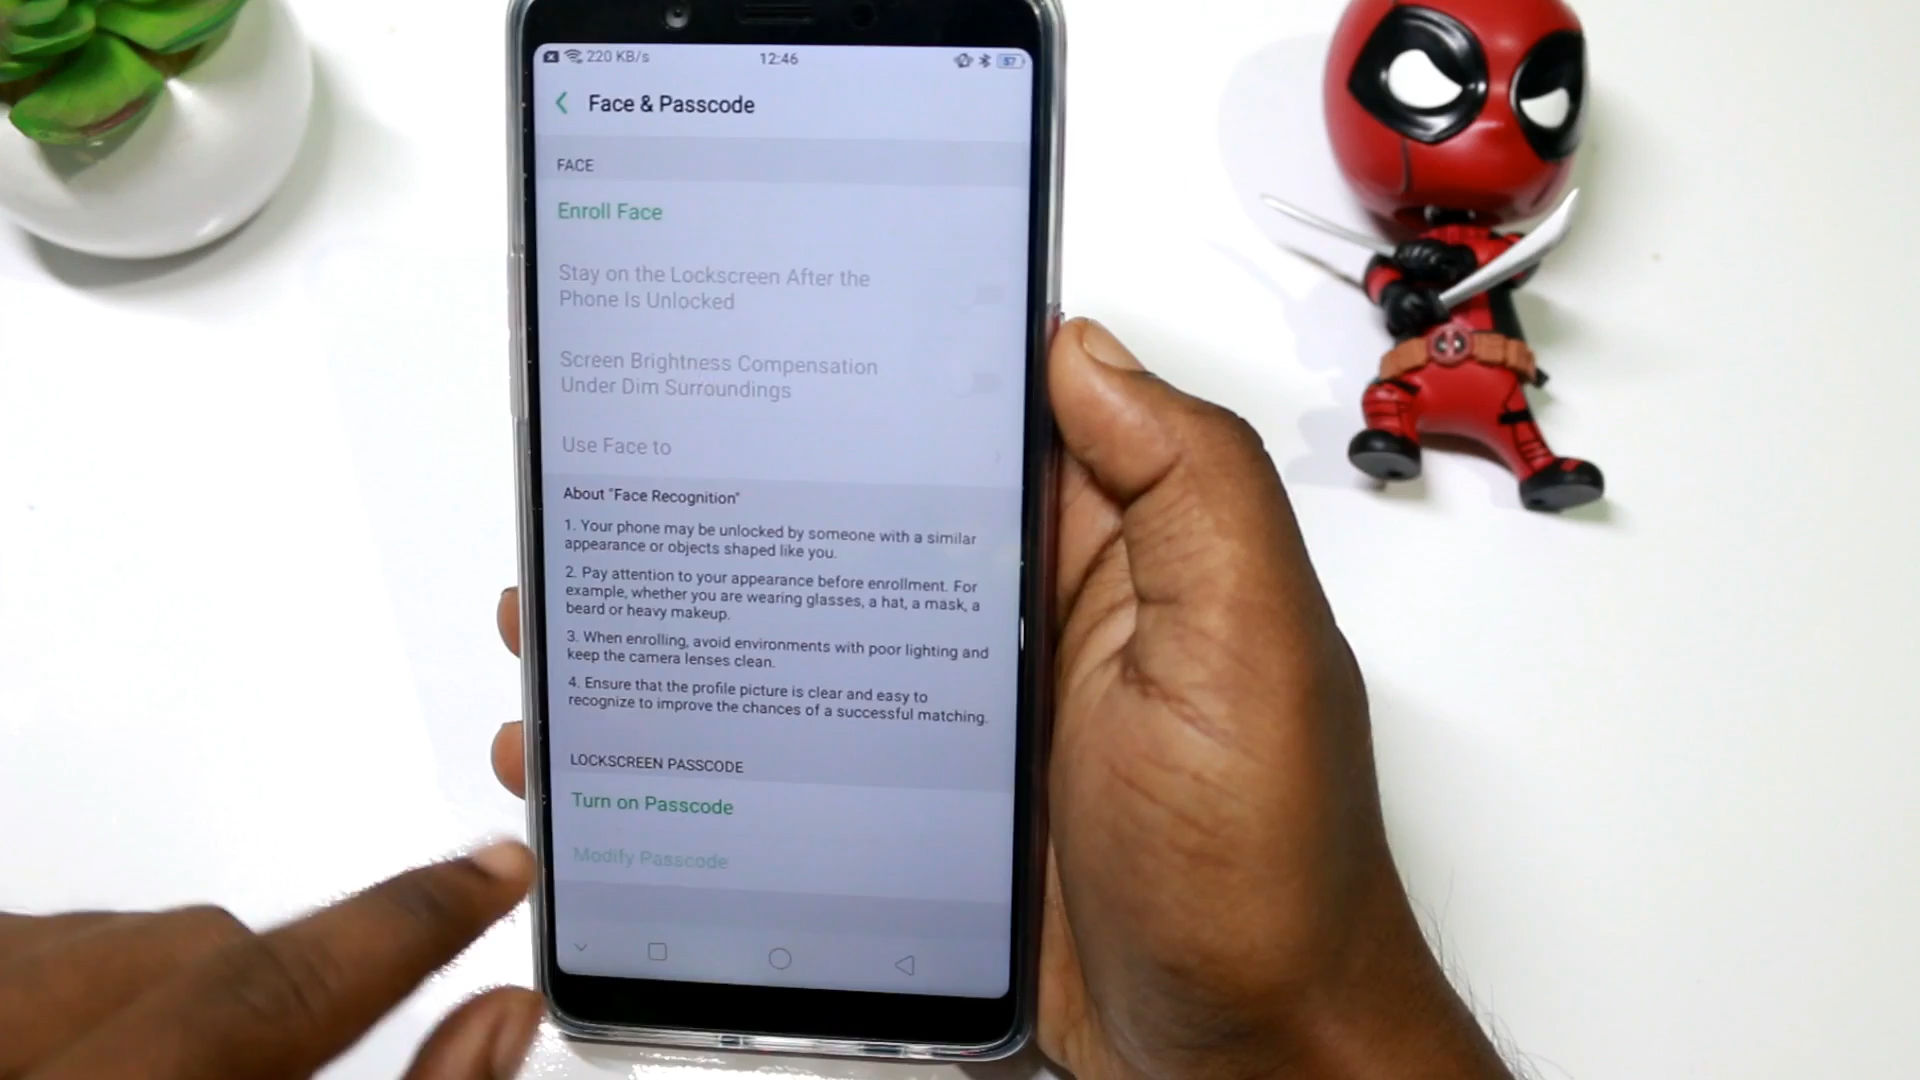 220 KB/s 12:46 57
Face & Passcode
FACE
Enroll Face
Stay on the Lockscreen After the
Phone Is Unlocked
Screen Brightness Compensation
Under Dim Surroundings
Use Face to
About "Face Recognition"
1. Your phone may be unlocked by someone with a similar
appearance or objects shaped like you.
2. Pay attention to your appearance before enrollment. For
example, whether you are wearing glasses, a hat, a mask, a
beard or heavy makeup.
3. When enrolling, avoid environments with poor lighting and
keep the camera lenses clean.
4. Ensure that the profile picture is clear and easy to
recognize to improve the chances of a successful matching.
LOCKSCREEN PASSCODE
Turn on Passcode
Modify Passcode